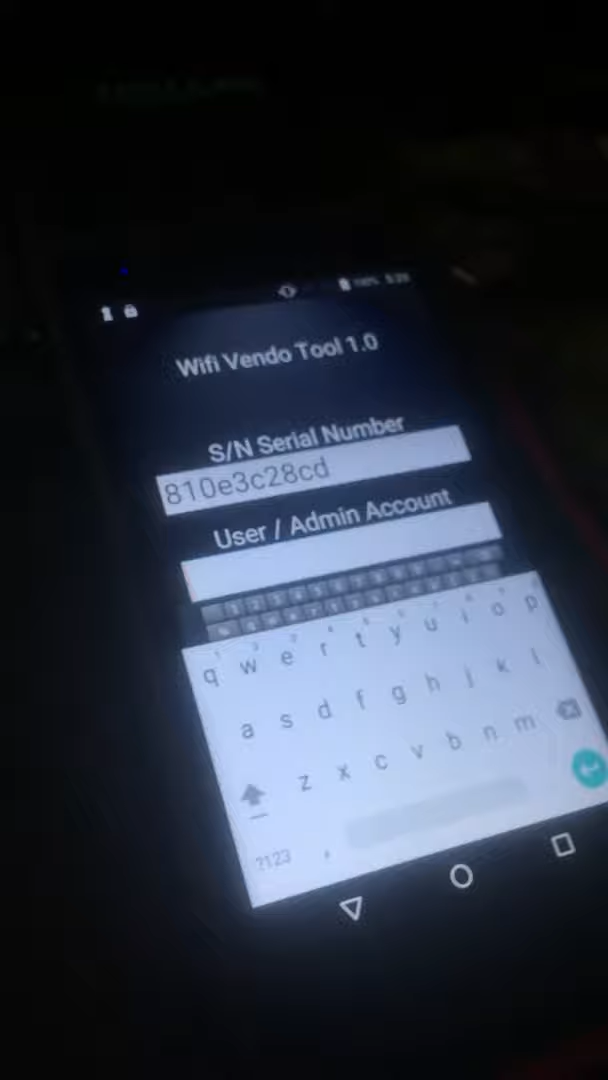 Wifi Vendo Tool 1.0
S/N Serial Number
810e3c28cd
User / Admin Account
q w e r t y u i o p
a s d f g h j k l
z x c v b n m
?123